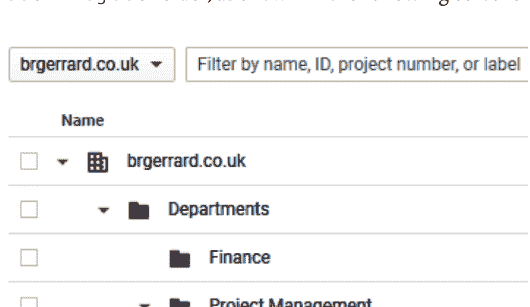 brgerrard.co.uk
Filter by name, ID, project number, or label
Name
brgerrard.co.uk
Departments
Finance
Project Management